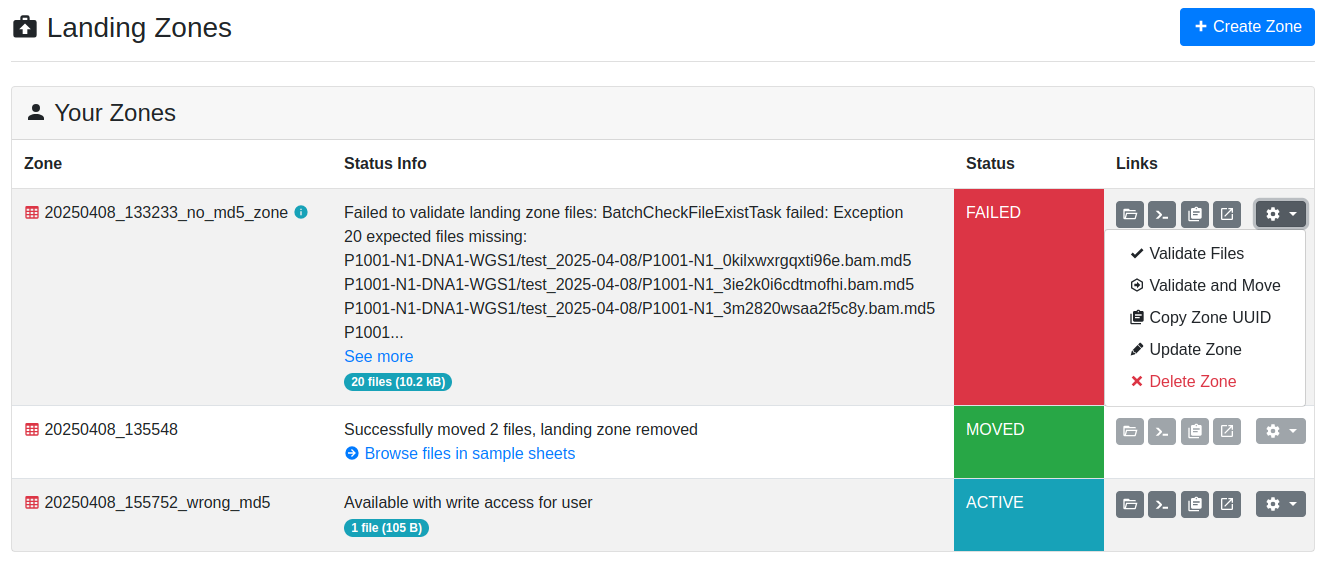 Landing Zones
Create Zone
Your Zones
Zone Status Info Status Links
20250408_133233_no_md5_zone
Failed to validate landing zone files: BatchCheckFileExistTask failed: Exception
20 expected files missing:
P1001-N1-DNA1-WGS1/test_2025-04-08/P1001-N1_0kilxwxrgqxti96e.bam.md5
P1001-N1-DNA1-WGS1/test_2025-04-08/P1001-N1_3ie2k0i6cdtmofhi.bam.md5
P1001-N1-DNA1-WGS1/test_2025-04-08/P1001-N1_3m2820wsaa2f5c8y.bam.md5
P1001...
See more
20 files (10.2 kB)
FAILED
Validate Files
Validate and Move
Copy Zone UUID
Update Zone
Delete Zone
20250408_135548
Successfully moved 2 files, landing zone removed
Browse files in sample sheets
MOVED
20250408_155752_wrong_md5
Available with write access for user
1 file (105 B)
ACTIVE